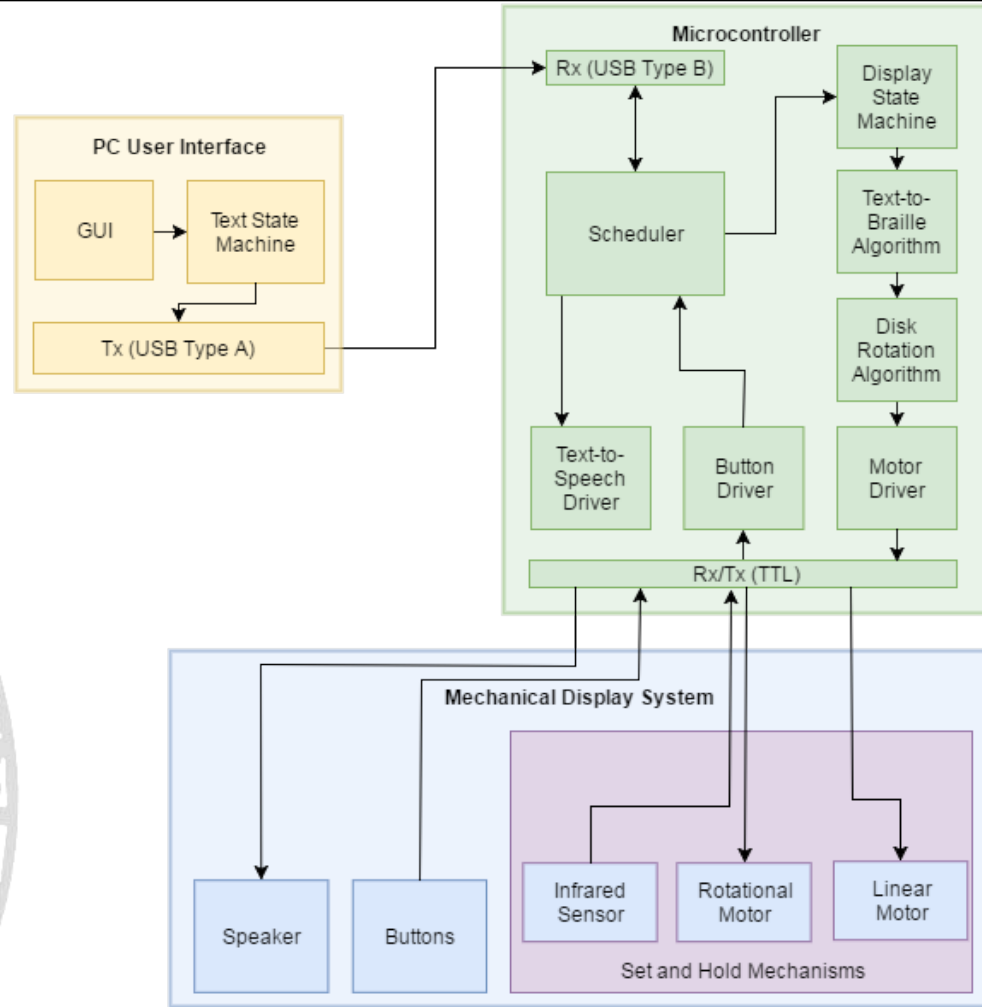 Microcontroller
Rx (USB Type B)
Display
State
Machine
PC User Interface
GUI
Text State
Machine
Tx (USB Type A)
Scheduler
Text-to-
Braille
Algorithm
Disk
Rotation
Algorithm
Text-to-
Speech
Driver
Button
Driver
Motor
Driver
Rx/Tx (TTL)
Mechanical Display System
Speaker
Buttons
Infrared
Sensor
Rotational
Motor
Linear
Motor
Set and Hold Mechanisms